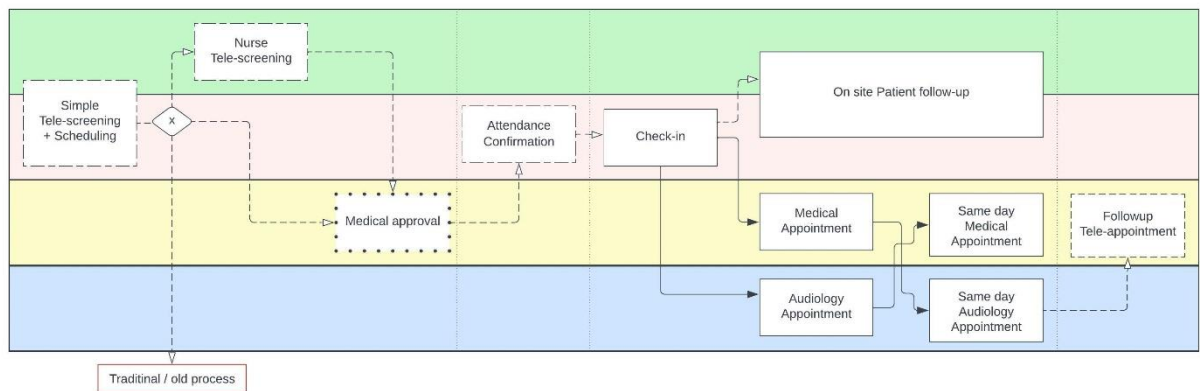 Nurse
Tele-screening
Simple
Tele-screening
+ Scheduling
X
Attendance
Confirmation
Check-in
On site Patient follow-up
Medical approval
Medical
Appointment
Same day
Medical
Appointment
Followup
Tele-appointment
Audiology
Appointment
Same day
Audiology
Appointment
Traditinal / old process